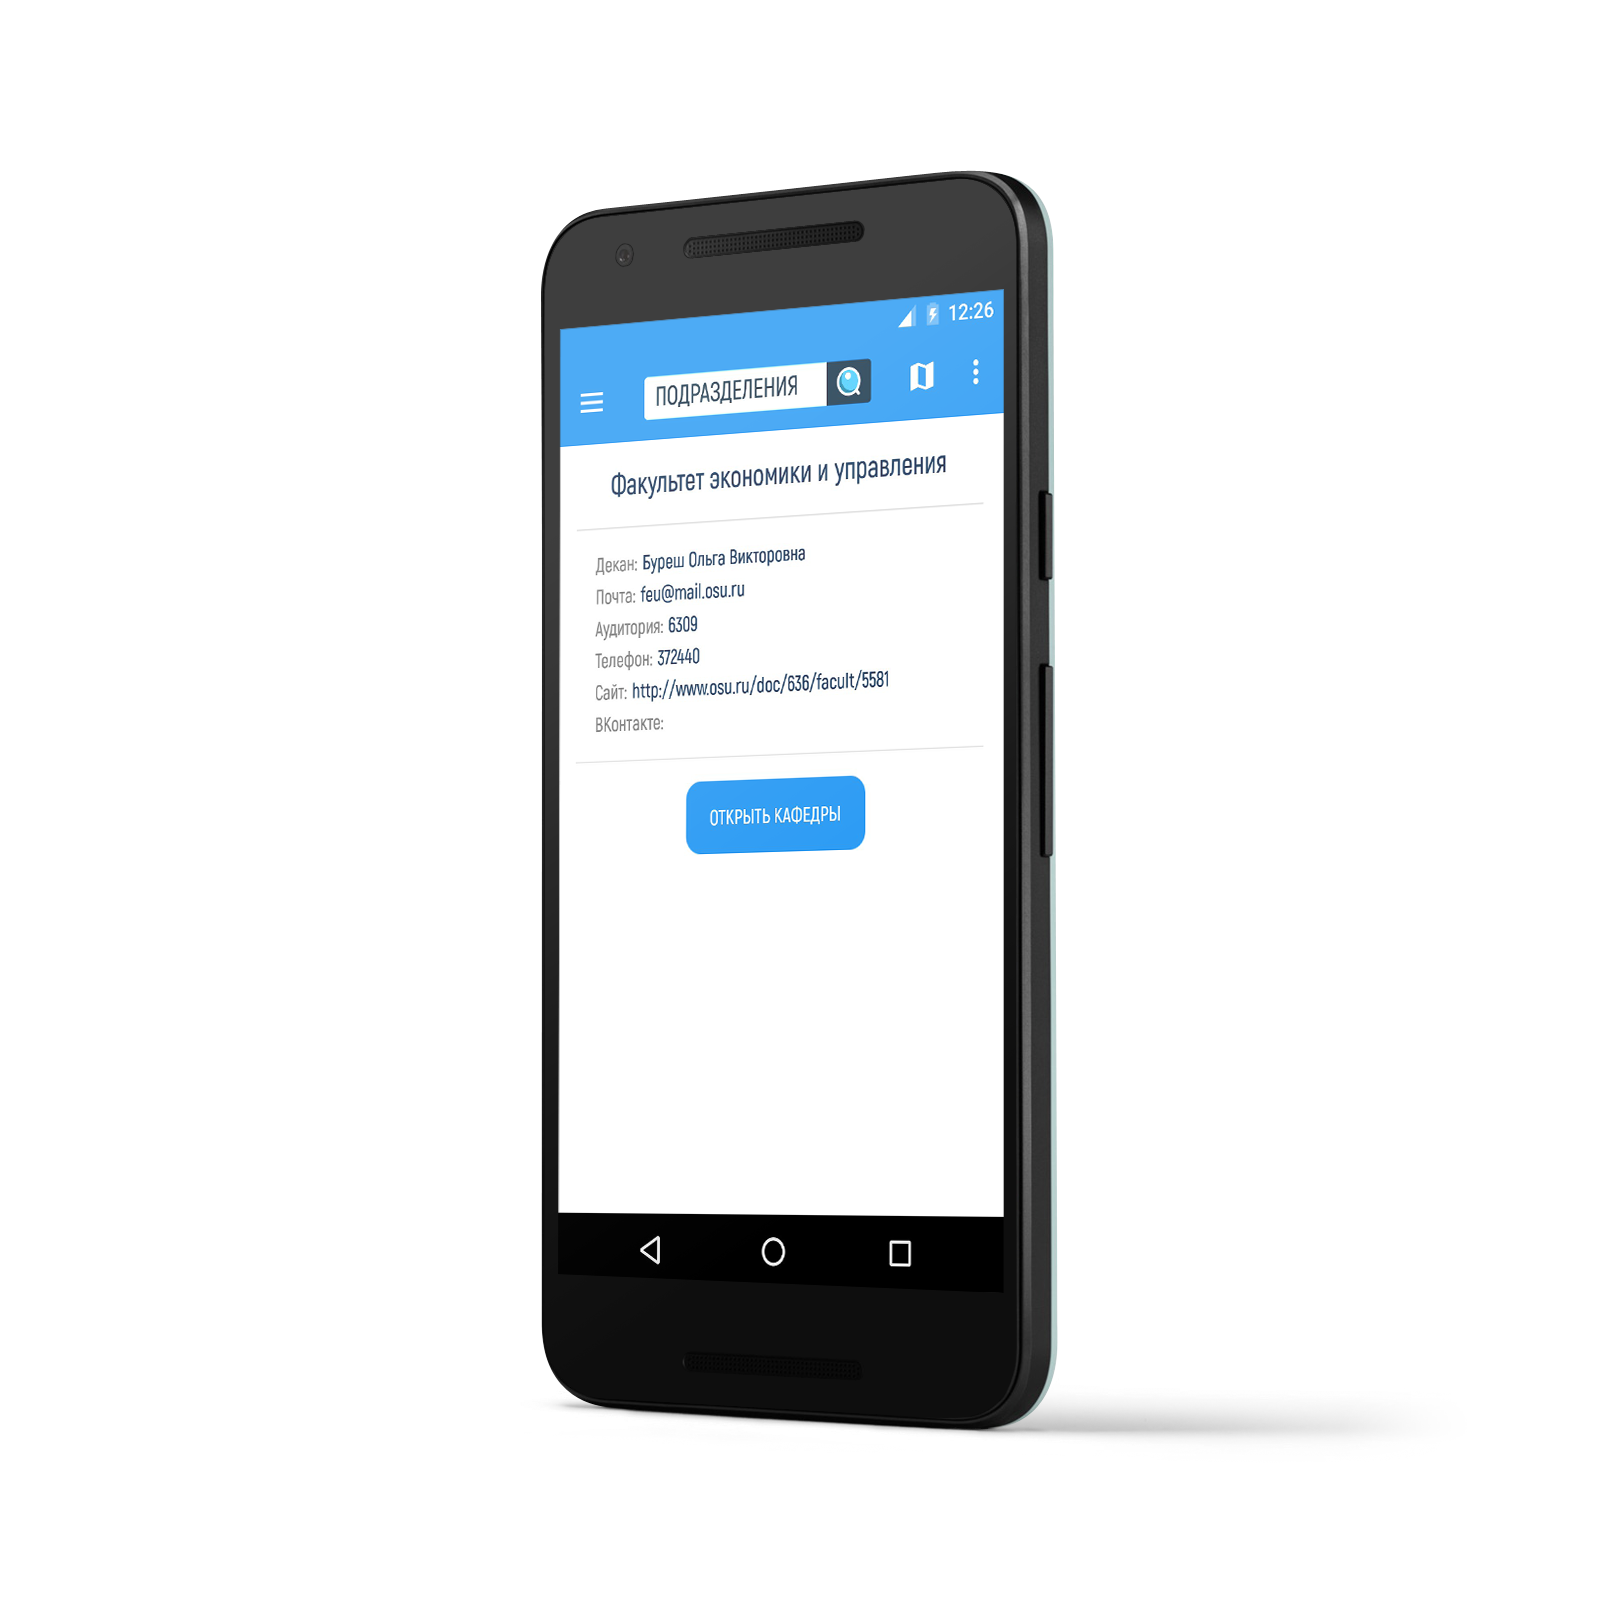 12:26
ПОДРАЗДЕЛЕНИЯ
Факультет экономики и управления
Декан: Буреш Ольга Викторовна
Почта: feu@mail.osu.ru
Аудитория: 6309
Телефон: 372440
Сайт: http://www.osu.ru/doc/636/facult/5581
ВКонтакте:
ОТКРЫТЬ КАФЕДРЫ